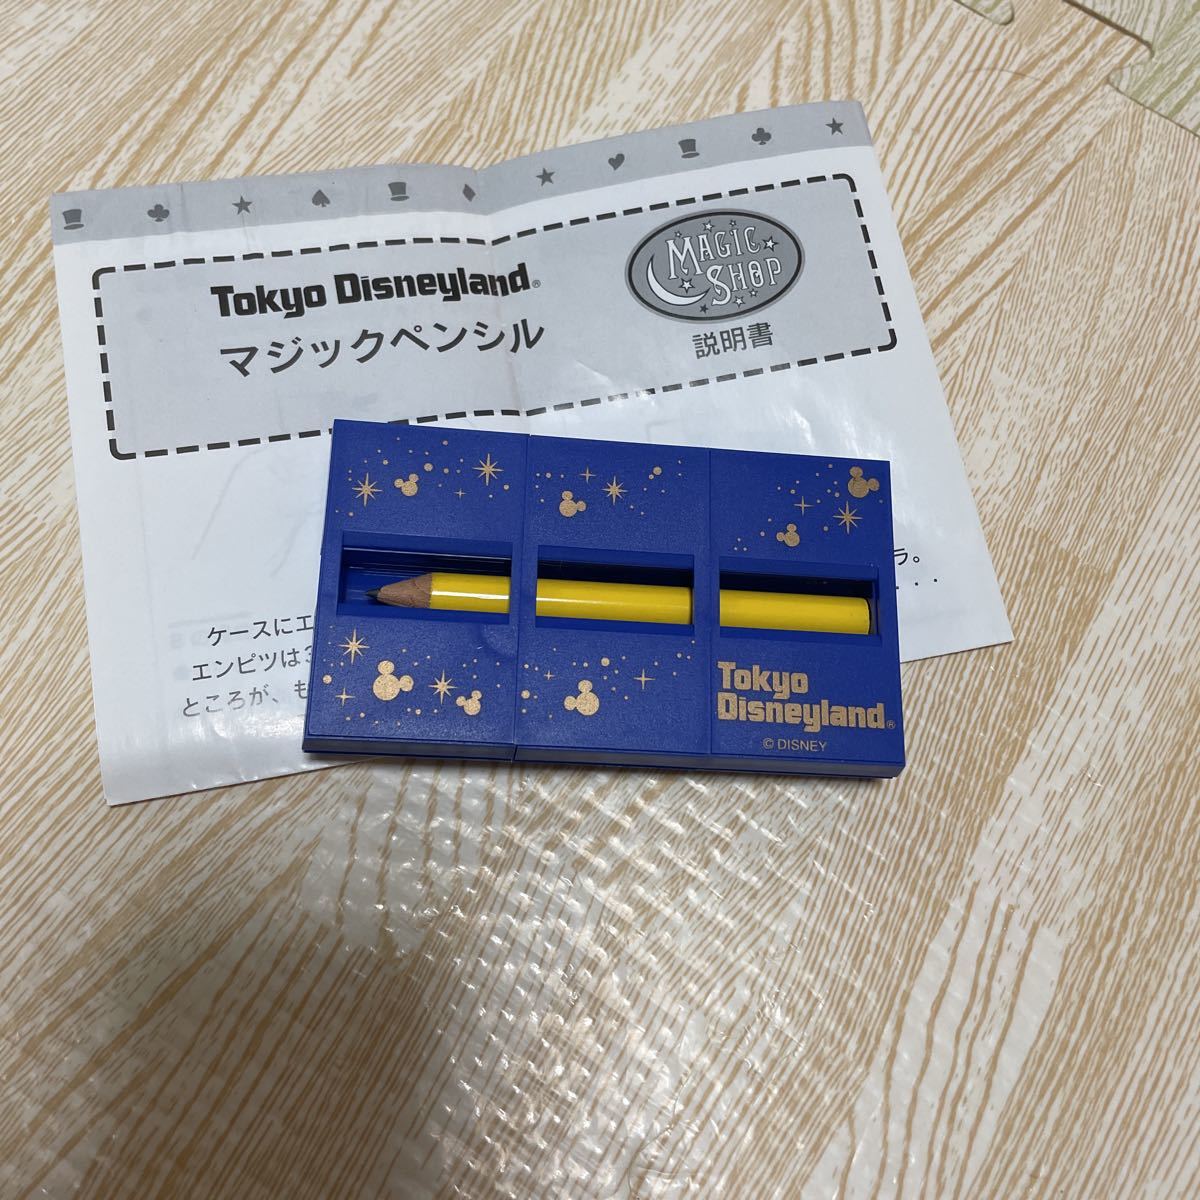 Tokyo Disneyland®
マジックペンシル
MAGIC
SHOP
説明書
ラ。
ケースにエ
...
エンピツは3
ところが、も
Tokyo
Disneyland®
© DISNEY